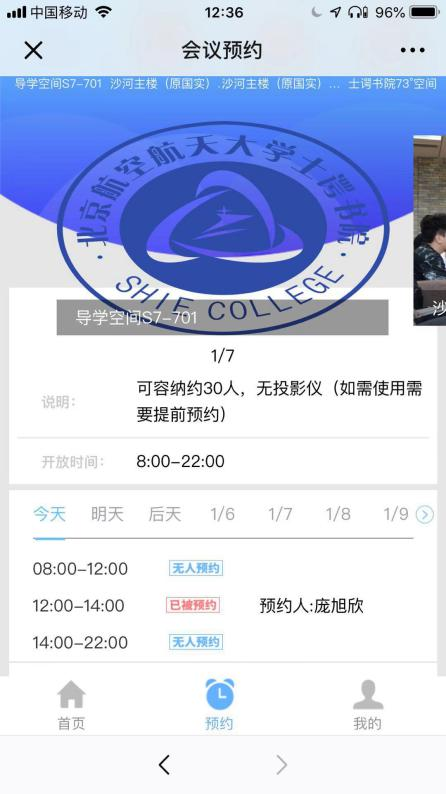 中国移动
12:36
96%
会议预约
导学空间S7-701
沙河主楼（原国实）.沙河主楼（原国实）...
士谔书院73"空间
北京航空航天大学士谔书院
SHIE COLLEGE
导学空间S7-701
沙
1/7
说明：
可容纳约30人，无投影仪（如需使用需
要提前预约）
开放时间：
8:00-22:00
今天 明天 后天 1/6 1/7 1/8 1/9
08:00-12:00 无人预约
12:00-14:00 已被预约 预约人:庞旭欣
14:00-22:00 无人预约
首页 预约 我的